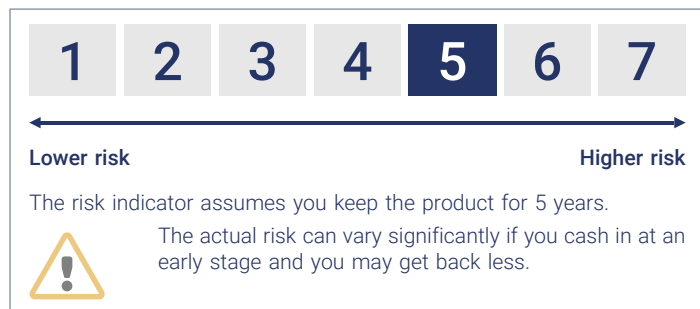 1 2 3 4 5 6 7
Lower risk Higher risk
The risk indicator assumes you keep the product for 5 years.
The actual risk can vary significantly if you cash in at an
early stage and you may get back less.